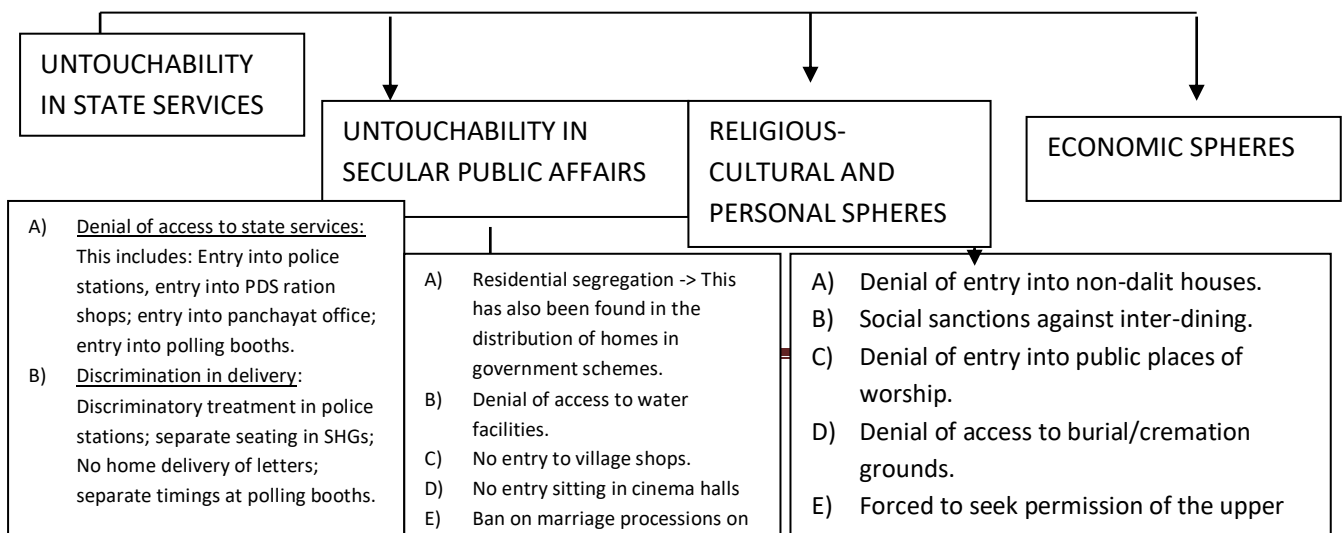 UNTOUCHABILITY
IN STATE SERVICES
UNTOUCHABILITY IN
SECULAR PUBLIC AFFAIRS
RELIGIOUS-
CULTURAL AND
PERSONAL SPHERES
ECONOMIC SPHERES
A) Denial of access to state services:
This includes: Entry into police
stations, entry into PDS ration
shops; entry into panchayat office;
entry into polling booths.
B) Discrimination in delivery:
Discriminatory treatment in police
stations; separate seating in SHGs;
No home delivery of letters;
separate timings at polling booths.
A) Residential segregation -> This
has also been found in the
distribution of homes in
government schemes.
B) Denial of access to water
facilities.
C) No entry to village shops.
D) No entry sitting in cinema halls
E) Ban on marriage processions on
A) Denial of entry into non-dalit houses.
B) Social sanctions against inter-dining.
C) Denial of entry into public places of
worship.
D) Denial of access to burial/cremation
grounds.
E) Forced to seek permission of the upper